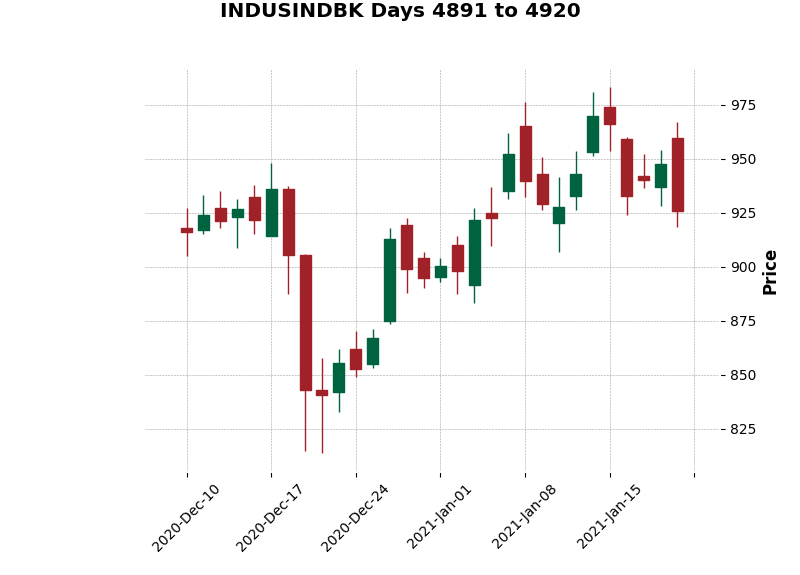 INDUSINDBK Days 4891 to 4920
975
950
925
900
875
850
825
Price
2020-Dec-10
2020-Dec-17
2020-Dec-24
2021-Jan-01
2021-Jan-08
2021-Jan-15